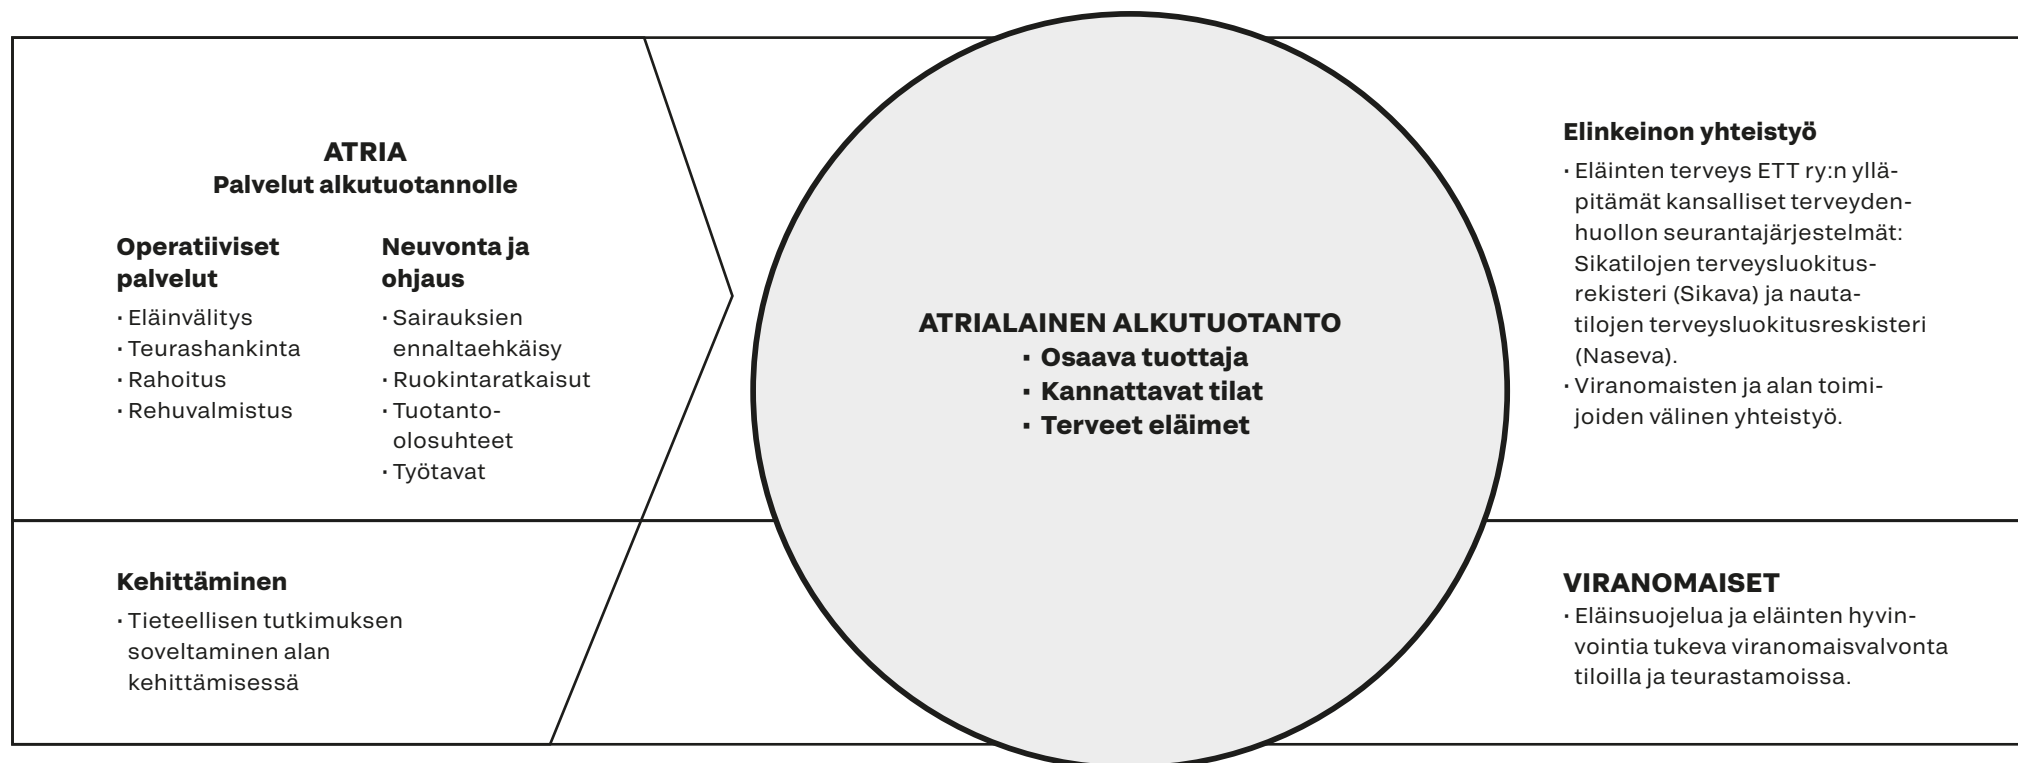 ATRIA
Palvelut alkutuotannolle
Operatiiviset
palvelut
· Eläinvälitys
· Teurashankinta
· Rahoitus
· Rehuvalmistus
Neuvonta ja
ohjaus
· Sairauksien
ennaltaehkäisy
· Ruokintaratkaisut
· Tuotanto-
olosuhteet
· Työtavat
Kehittäminen
· Tieteellisen tutkimuksen
soveltaminen alan
kehittämisessä
ATRIALAINEN ALKUTUOTANTO
· Osaava tuottaja
· Kannattavat tilat
· Terveet eläimet
Elinkeinon yhteistyö
· Eläinten terveys ETT ry:n yllä-
pitämät kansalliset terveyden-
huollon seurantajärjestelmät:
Sikatilojen terveysluokitus-
rekisteri (Sikava) ja nauta-
tilojen terveysluokitusreskisteri
(Naseva).
· Viranomaisten ja alan toimi-
joiden välinen yhteistyö.
VIRANOMAISET
· Eläinsuojelua ja eläinten hyvin-
vointia tukeva viranomaisvalvonta
tiloilla ja teurastamoissa.